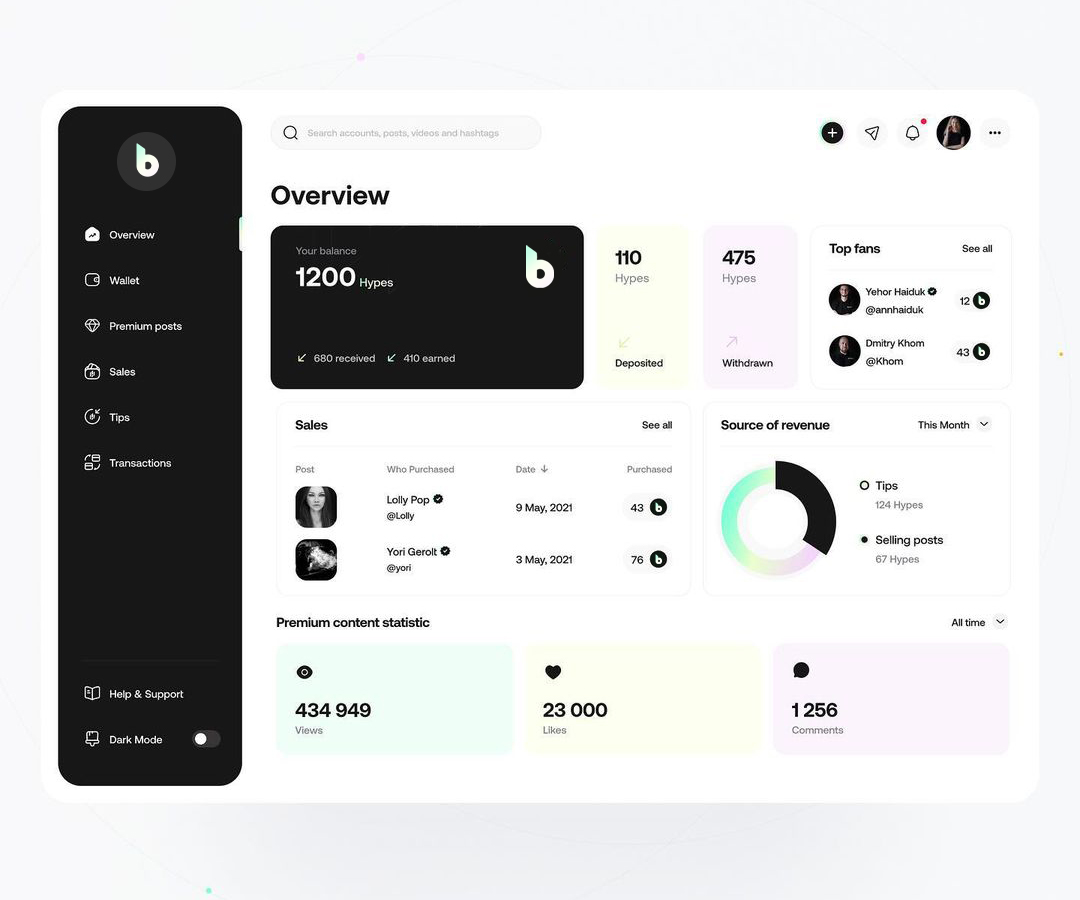 b
Overview
Wallet
Premium posts
Sales
Tips
Transactions
Help & Support
Dark Mode
Search accounts, posts, videos and hashtags
Overview
Your balance
1200 Hypes
b
680 received
410 earned
110
Hypes
Deposited
475
Hypes
Withdrawn
Top fans
See all
Yehor Haiduk
@annhaiduk
12 b
Dmitry Khom
@Khom
43 b
Sales
See all
Post
Who Purchased
Date
Purchased
Lolly Pop
@Lolly
9 May, 2021
43 b
Yori Gerolt
@yori
3 May, 2021
76 b
Source of revenue
This Month
Tips
124 Hypes
Selling posts
67 Hypes
Premium content statistic
All time
434 949
Views
23 000
Likes
1 256
Comments